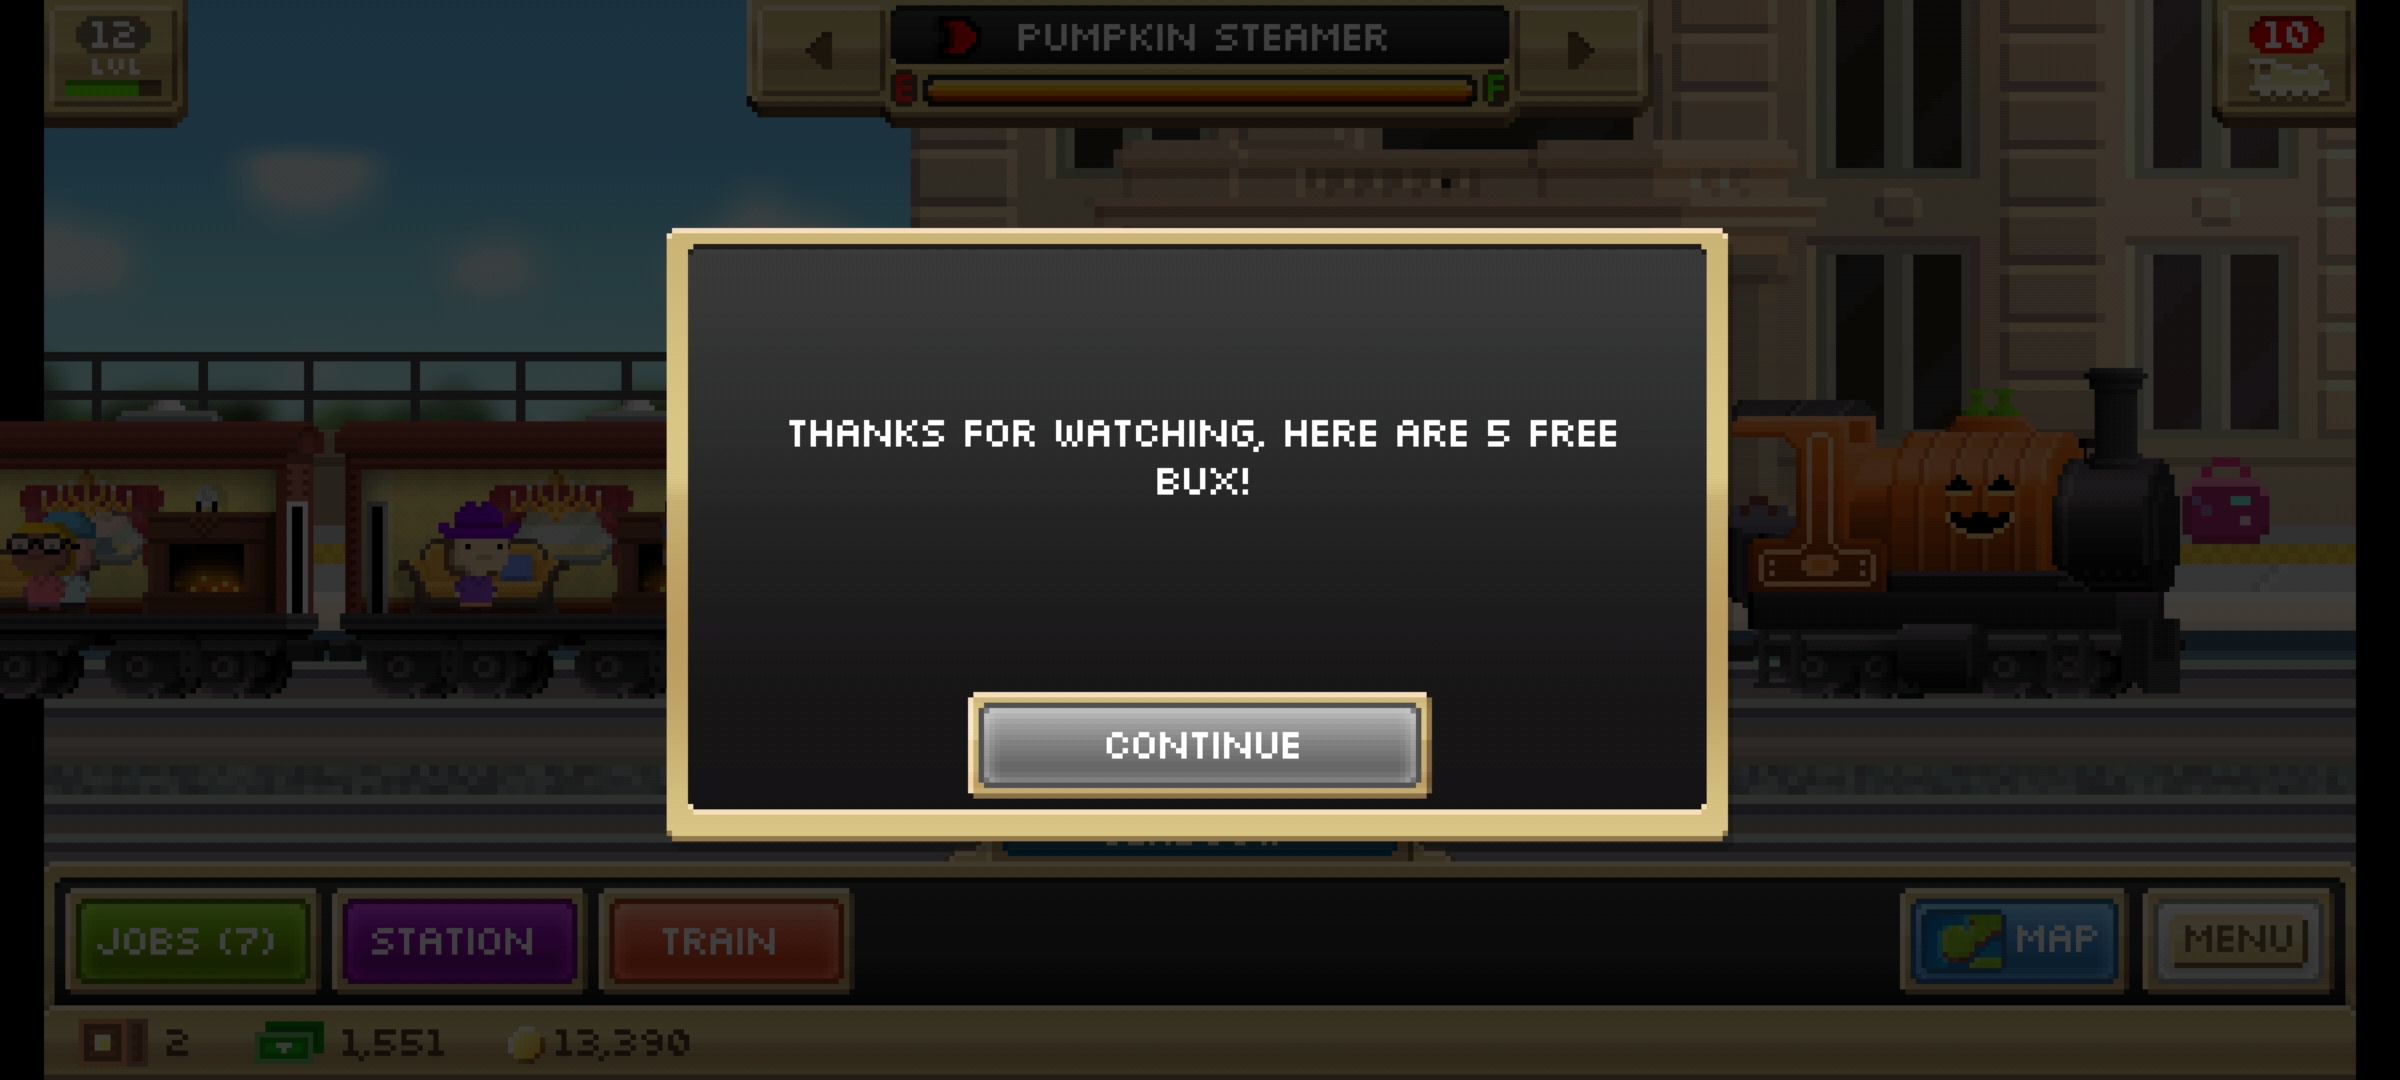 12
LVL
PUMPKIN STEAMER
E
F
10
THANKS FOR WATCHING, HERE ARE 5 FREE
BUX!
CONTINUE
JOBS (7)
STATION
TRAIN
MAP
MENU
2
1,551
13,390